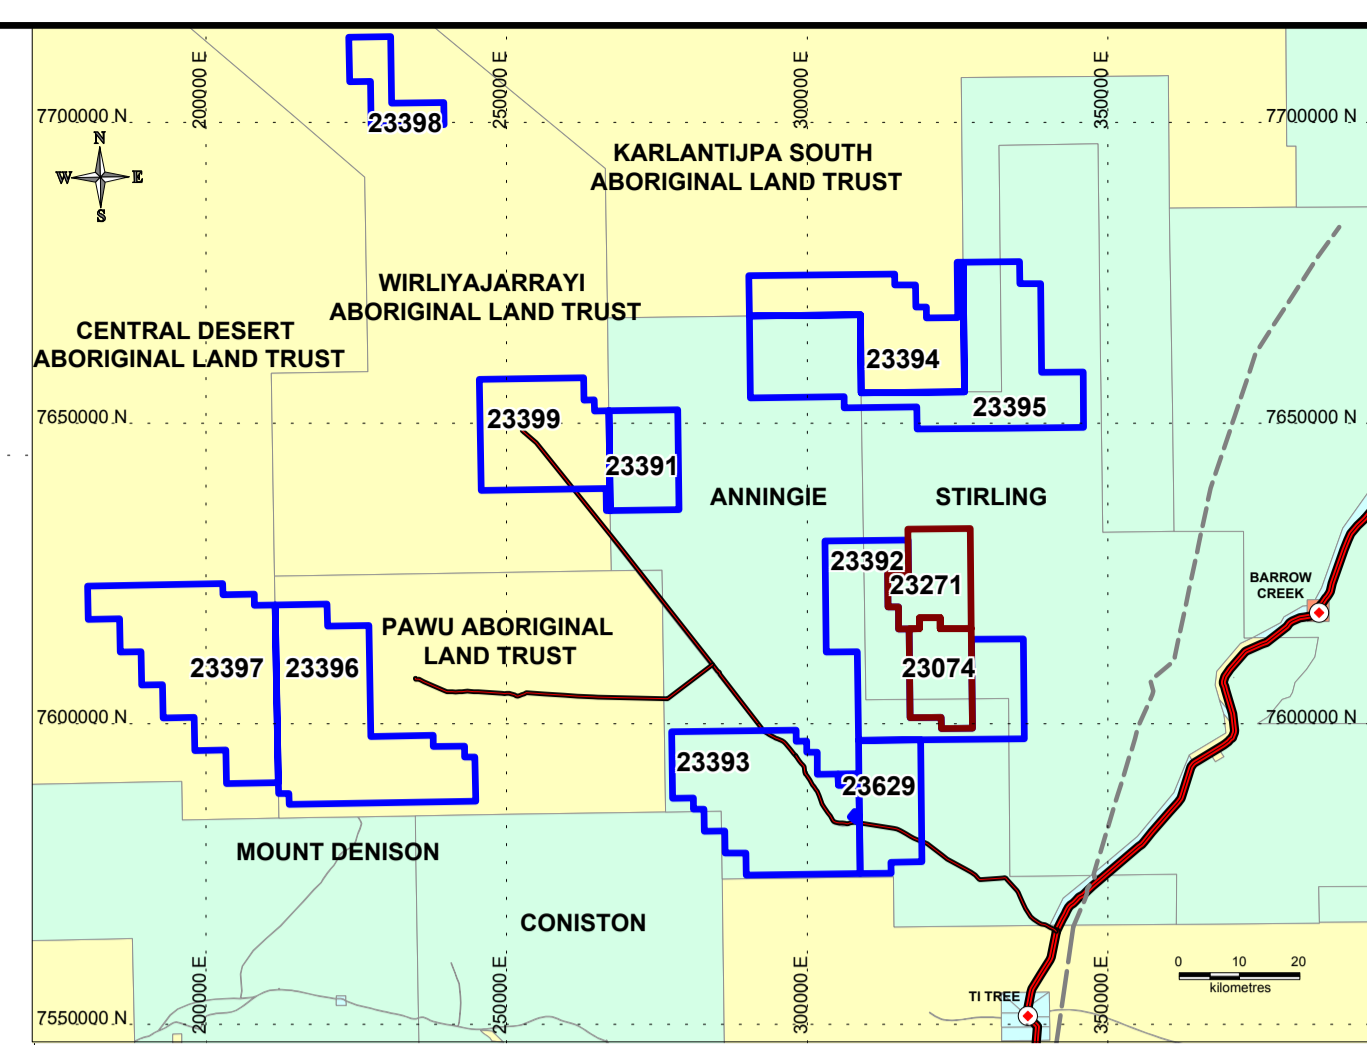 200000 E
250000 E
300000 E
350000 E
7700000 N
7700000 N
23398
N
W
E
S
KARLANTIJPA SOUTH
ABORIGINAL LAND TRUST
WIRLIYAJARRAYI
ABORIGINAL LAND TRUST
CENTRAL DESERT
ABORIGINAL LAND TRUST
23394
23395
23399
7650000 N
7650000 N
23391
ANNINGIE
STIRLING
23392
23271
BARROW
CREEK
PAWU ABORIGINAL
LAND TRUST
23397
23396
23074
7600000 N
7600000 N
23393
23629
MOUNT DENISON
CONISTON
0
10
20
kilometres
TI TREE
7550000 N
7550000 N
200000 E
250000 E
300000 E
350000 E